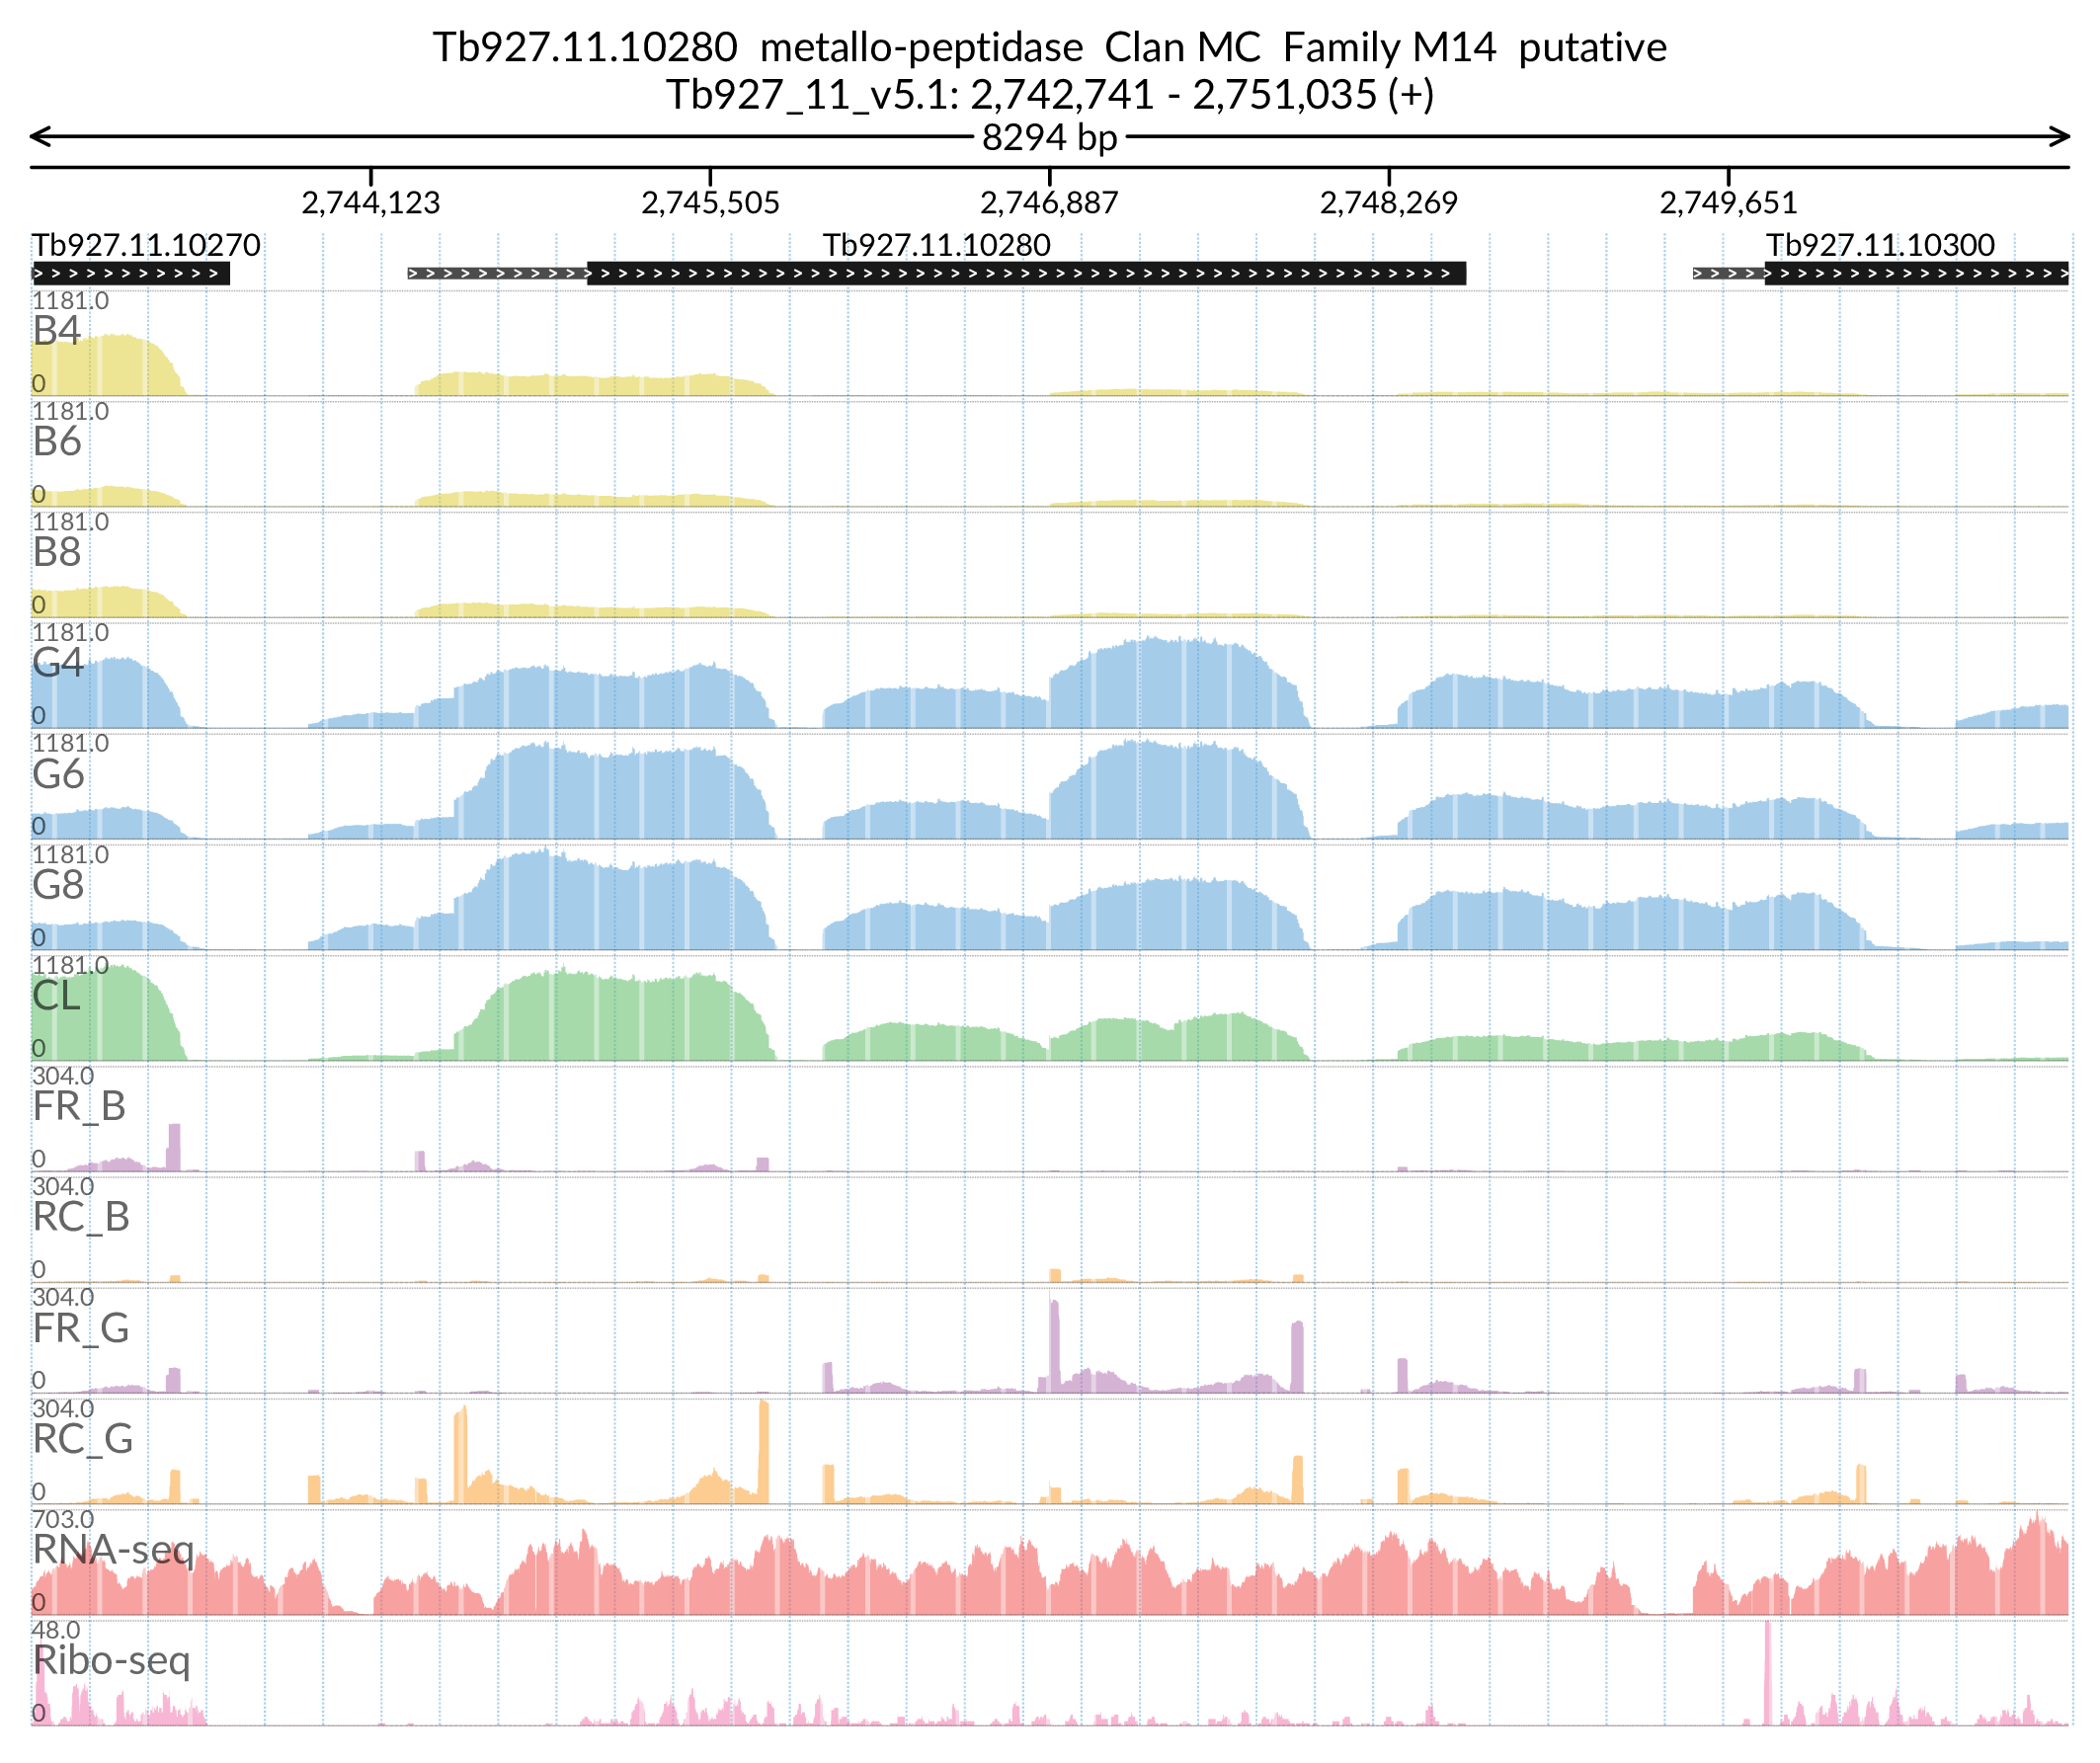 Tb927.11.10280 metallo-peptidase Clan MC Family M14 putative
Tb927_11_v5.1: 2,742,741 - 2,751,035 (+)
8294 bp
2,744,123 2,745,505 2,746,887 2,748,269 2,749,651
Tb927.11.10270 Tb927.11.10280 Tb927.11.10300
1181.0
B4
0
1181.0
B6
0
1181.0
B8
0
1181.0
G4
0
1181.0
G6
0
1181.0
G8
0
1181.0
CL
0
304.0
FR_B
0
304.0
RC_B
0
304.0
FR_G
0
304.0
RC_G
0
703.0
RNA-seq
0
48.0
Ribo-seq
0